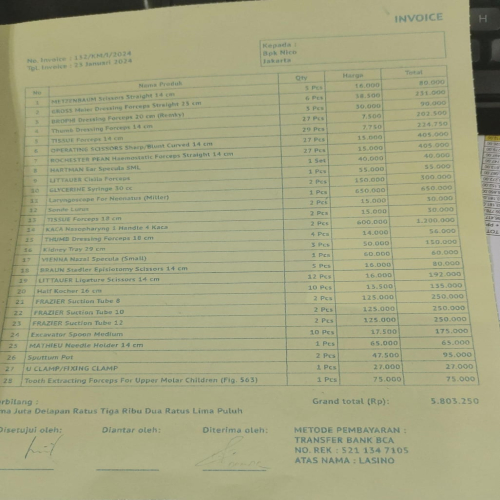 INVOICE
No. Invoice : 132/KM/I/2024
Tgl. Invoice : 23 Januari 2024
Kepada :
Bpk Nico
Jakarta
No Nama Produk Qty Harga Total
1 METZENBAUM Scissors Straight 14 cm 5 Pcs 16.000 80.000
2 GROSS Meier Dressing Forceps Straight 25 cm 6 Pcs 38.500 231.000
3 BROPHE Dressing Forceps 20 cm 3 Pcs 30.000 90.000
4 Thumb Dressing Forceps 14 cm 27 Pcs 7.500 202.500
5 TISSUE Forceps 14 cm 29 Pcs 7.750 224.750
6 OPERATING SCISSORS Sharp/Blunt Curved 14 cm 27 Pcs 15.000 405.000
7 ROCHESTER PEAN Haemostatic Forceps Straight 14 cm 27 Pcs 15.000 405.000
8 HARTMAN Ear Specula SML 1 Set 40.000 40.000
9 LITTAUER Cilia Forceps 1 Pcs 55.000 55.000
10 GLYCERINE Syringe 50 cc 2 Pcs 150.000 300.000
11 Laryngoscope For Neonatus (Miller) 1 Pcs 650.000 650.000
12 Sonde Lurus 2 Pcs 15.000 30.000
13 TISSUE Forceps 18 cm 2 Pcs 15.000 30.000
14 KACA Nasopharyng 1 Handle 4 Kaca 2 Pcs 600.000 1.200.000
15 THUMB Dressing Forceps 18 cm 4 Pcs 14.000 56.000
16 Kidney Tray 29 cm Pcs 50.000
17 VIENNA Nasal Specula (Small) Pcs 60.000 60.000
18 BRAUN Stadler Episiotomy Scissors 14 cm 5 Pcs 16.000 80.000
19 LITTAUER Ligature Scissors 14 cm 12 Pcs 16.000 192.000
20 Half Kocher 16 cm 10 Pcs 13.500 135.000
21 FRAZIER Suction Tube 8 2 Pcs 125.000 250.000
22 FRAZIER Suction Tube 10 2 Pcs 125.000 250.000
23 FRAZIER Suction Tube 12 2 Pcs 125.000 250.000
24 Excavator Spoon Medium 10 Pcs 17.500 175.000
25 MATHIEU Needle Holder 14 cm 1 Pcs 65.000 65.000
26 Sputtum Pot 2 Pcs 47.500 95.000
27 U CLAMP/HXING CLAMP 1 Pcs 27.000 27.000
28 Tooth Extracting Forceps For Upper Molar Children (Fig. 363) 1 Pcs 75.000 75.000
erbilang : Grand total (Rp): 5.803.250
ma Juta Delapan Ratus Tiga Ribu Dua Ratus Lima Puluh
Disetujui oleh: Diantar oleh: Diterima oleh: METODE PEMBAYARAN :
TRANSFER BANK BCA
NO. REK : 521 134 7105
ATAS NAMA : LASINO